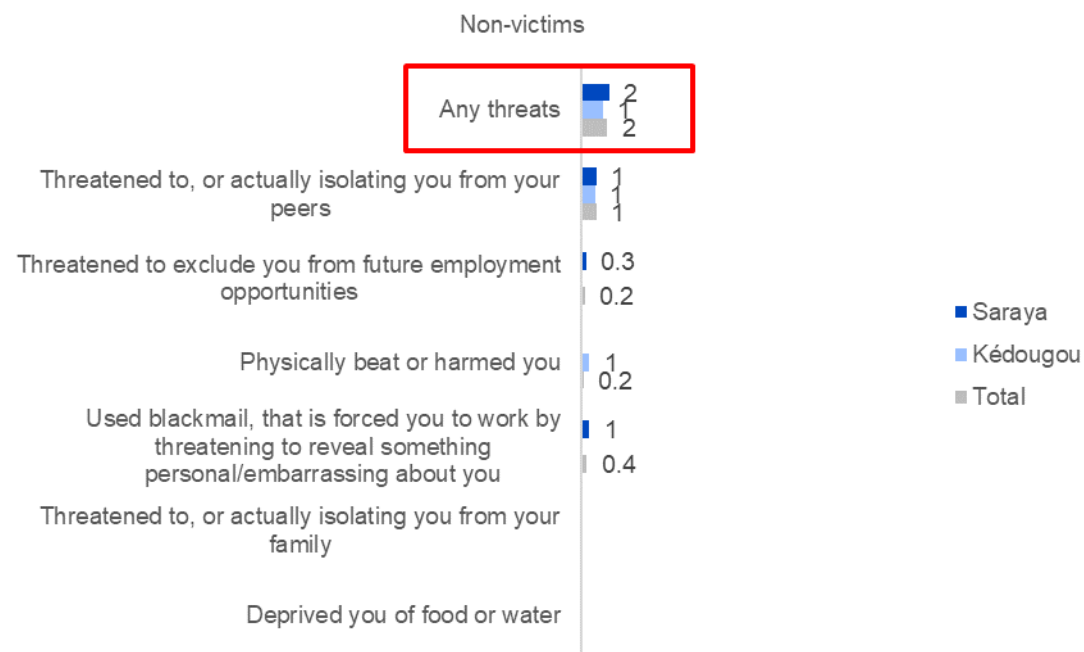 Non-victims
Any threats
2
1
2
Threatened to, or actually isolating you from your
peers
1
1
1
Threatened to exclude you from future employment
opportunities
0.3
0.2
Physically beat or harmed you
1
0.2
Used blackmail, that is forced you to work by
threatening to reveal something
personal/embarrassing about you
1
0.4
Threatened to, or actually isolating you from your
family
Deprived you of food or water
Saraya
Kédougou
Total